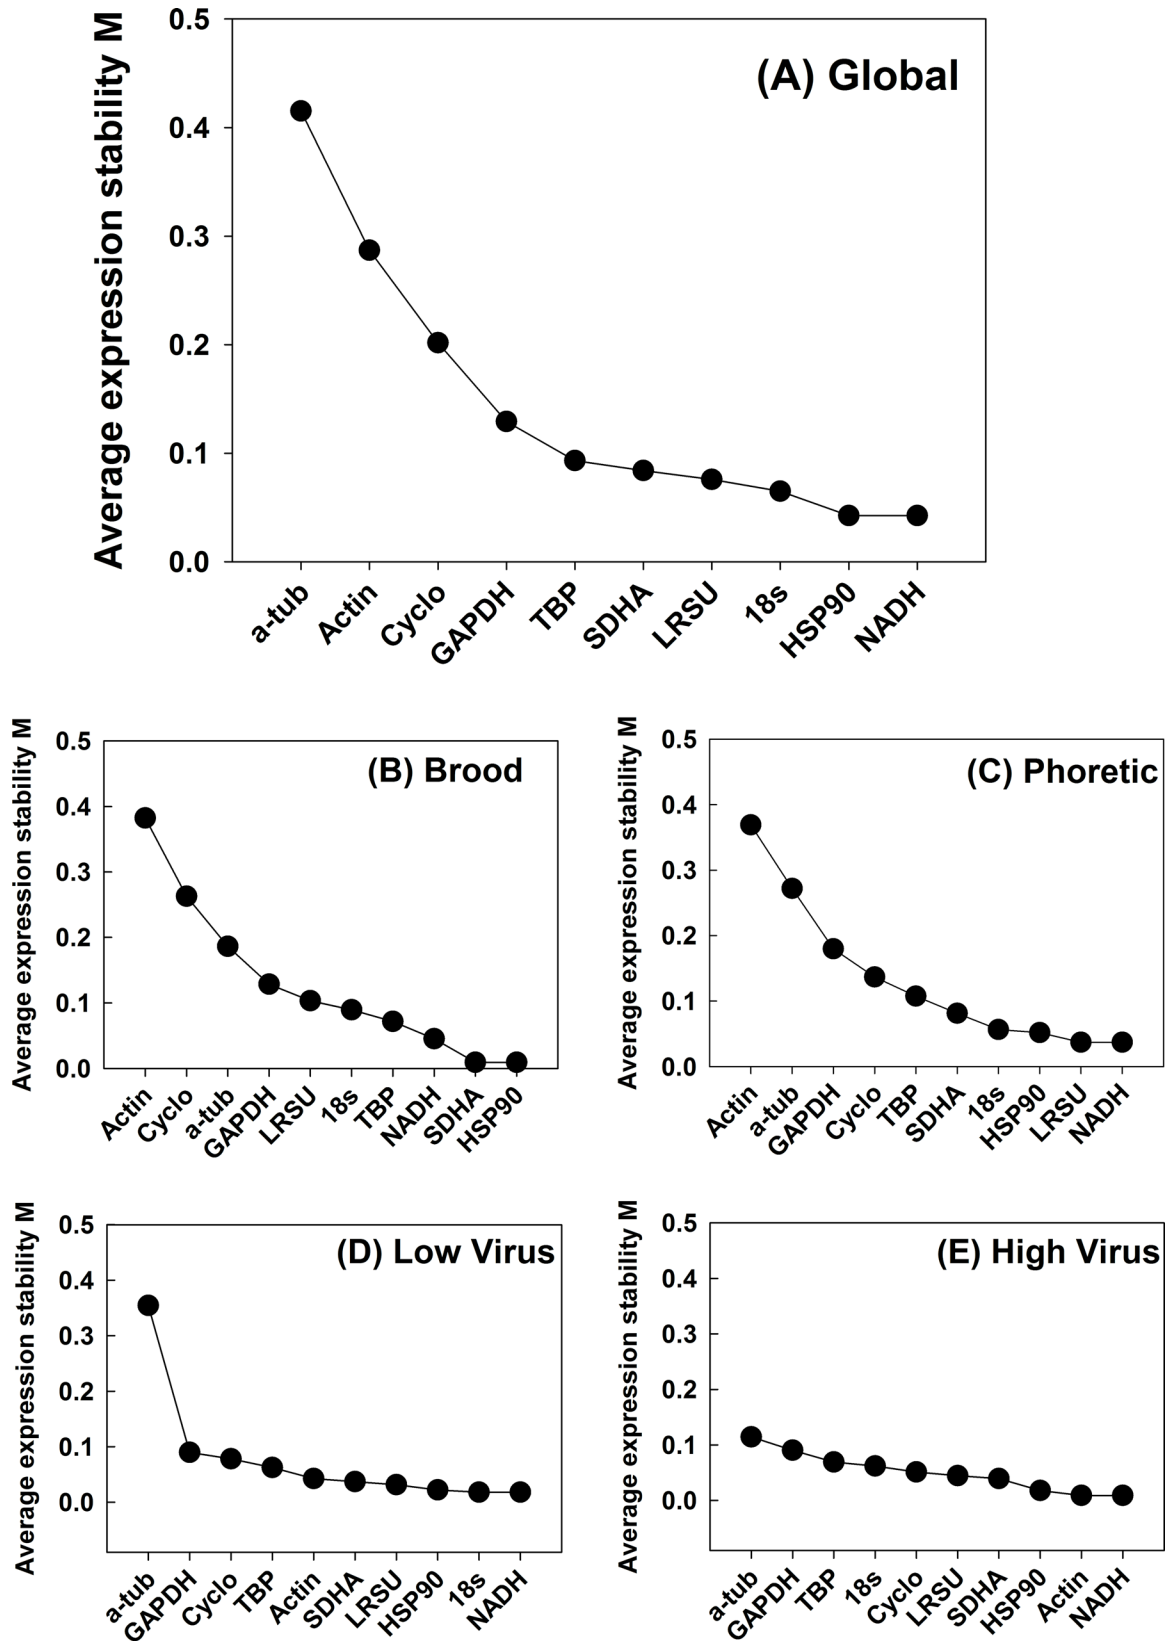 (A) Global
Average expression stability M
0.5
0.4
0.3
0.2
0.1
0.0
a-tub
Actin
Cyclo
GAPDH
TBP
SDHA
LRSU
18s
HSP90
NADH
(B) Brood
Average expression stability M
0.5
0.4
0.3
0.2
0.1
0.0
Actin
Cyclo
a-tub
GAPDH
LRSU
18s
TBP
NADH
SDHA
HSP90
(C) Phoretic
Average expression stability M
0.5
0.4
0.3
0.2
0.1
0.0
Actin
a-tub
GAPDH
Cyclo
TBP
SDHA
18s
HSP90
LRSU
NADH
(D) Low Virus
Average expression stability M
0.5
0.4
0.3
0.2
0.1
0.0
a-tub
GAPDH
Cyclo
TBP
Actin
SDHA
LRSU
HSP90
18s
NADH
(E) High Virus
Average expression stability M
0.5
0.4
0.3
0.2
0.1
0.0
a-tub
GAPDH
TBP
18s
Cyclo
LRSU
SDHA
HSP90
Actin
NADH